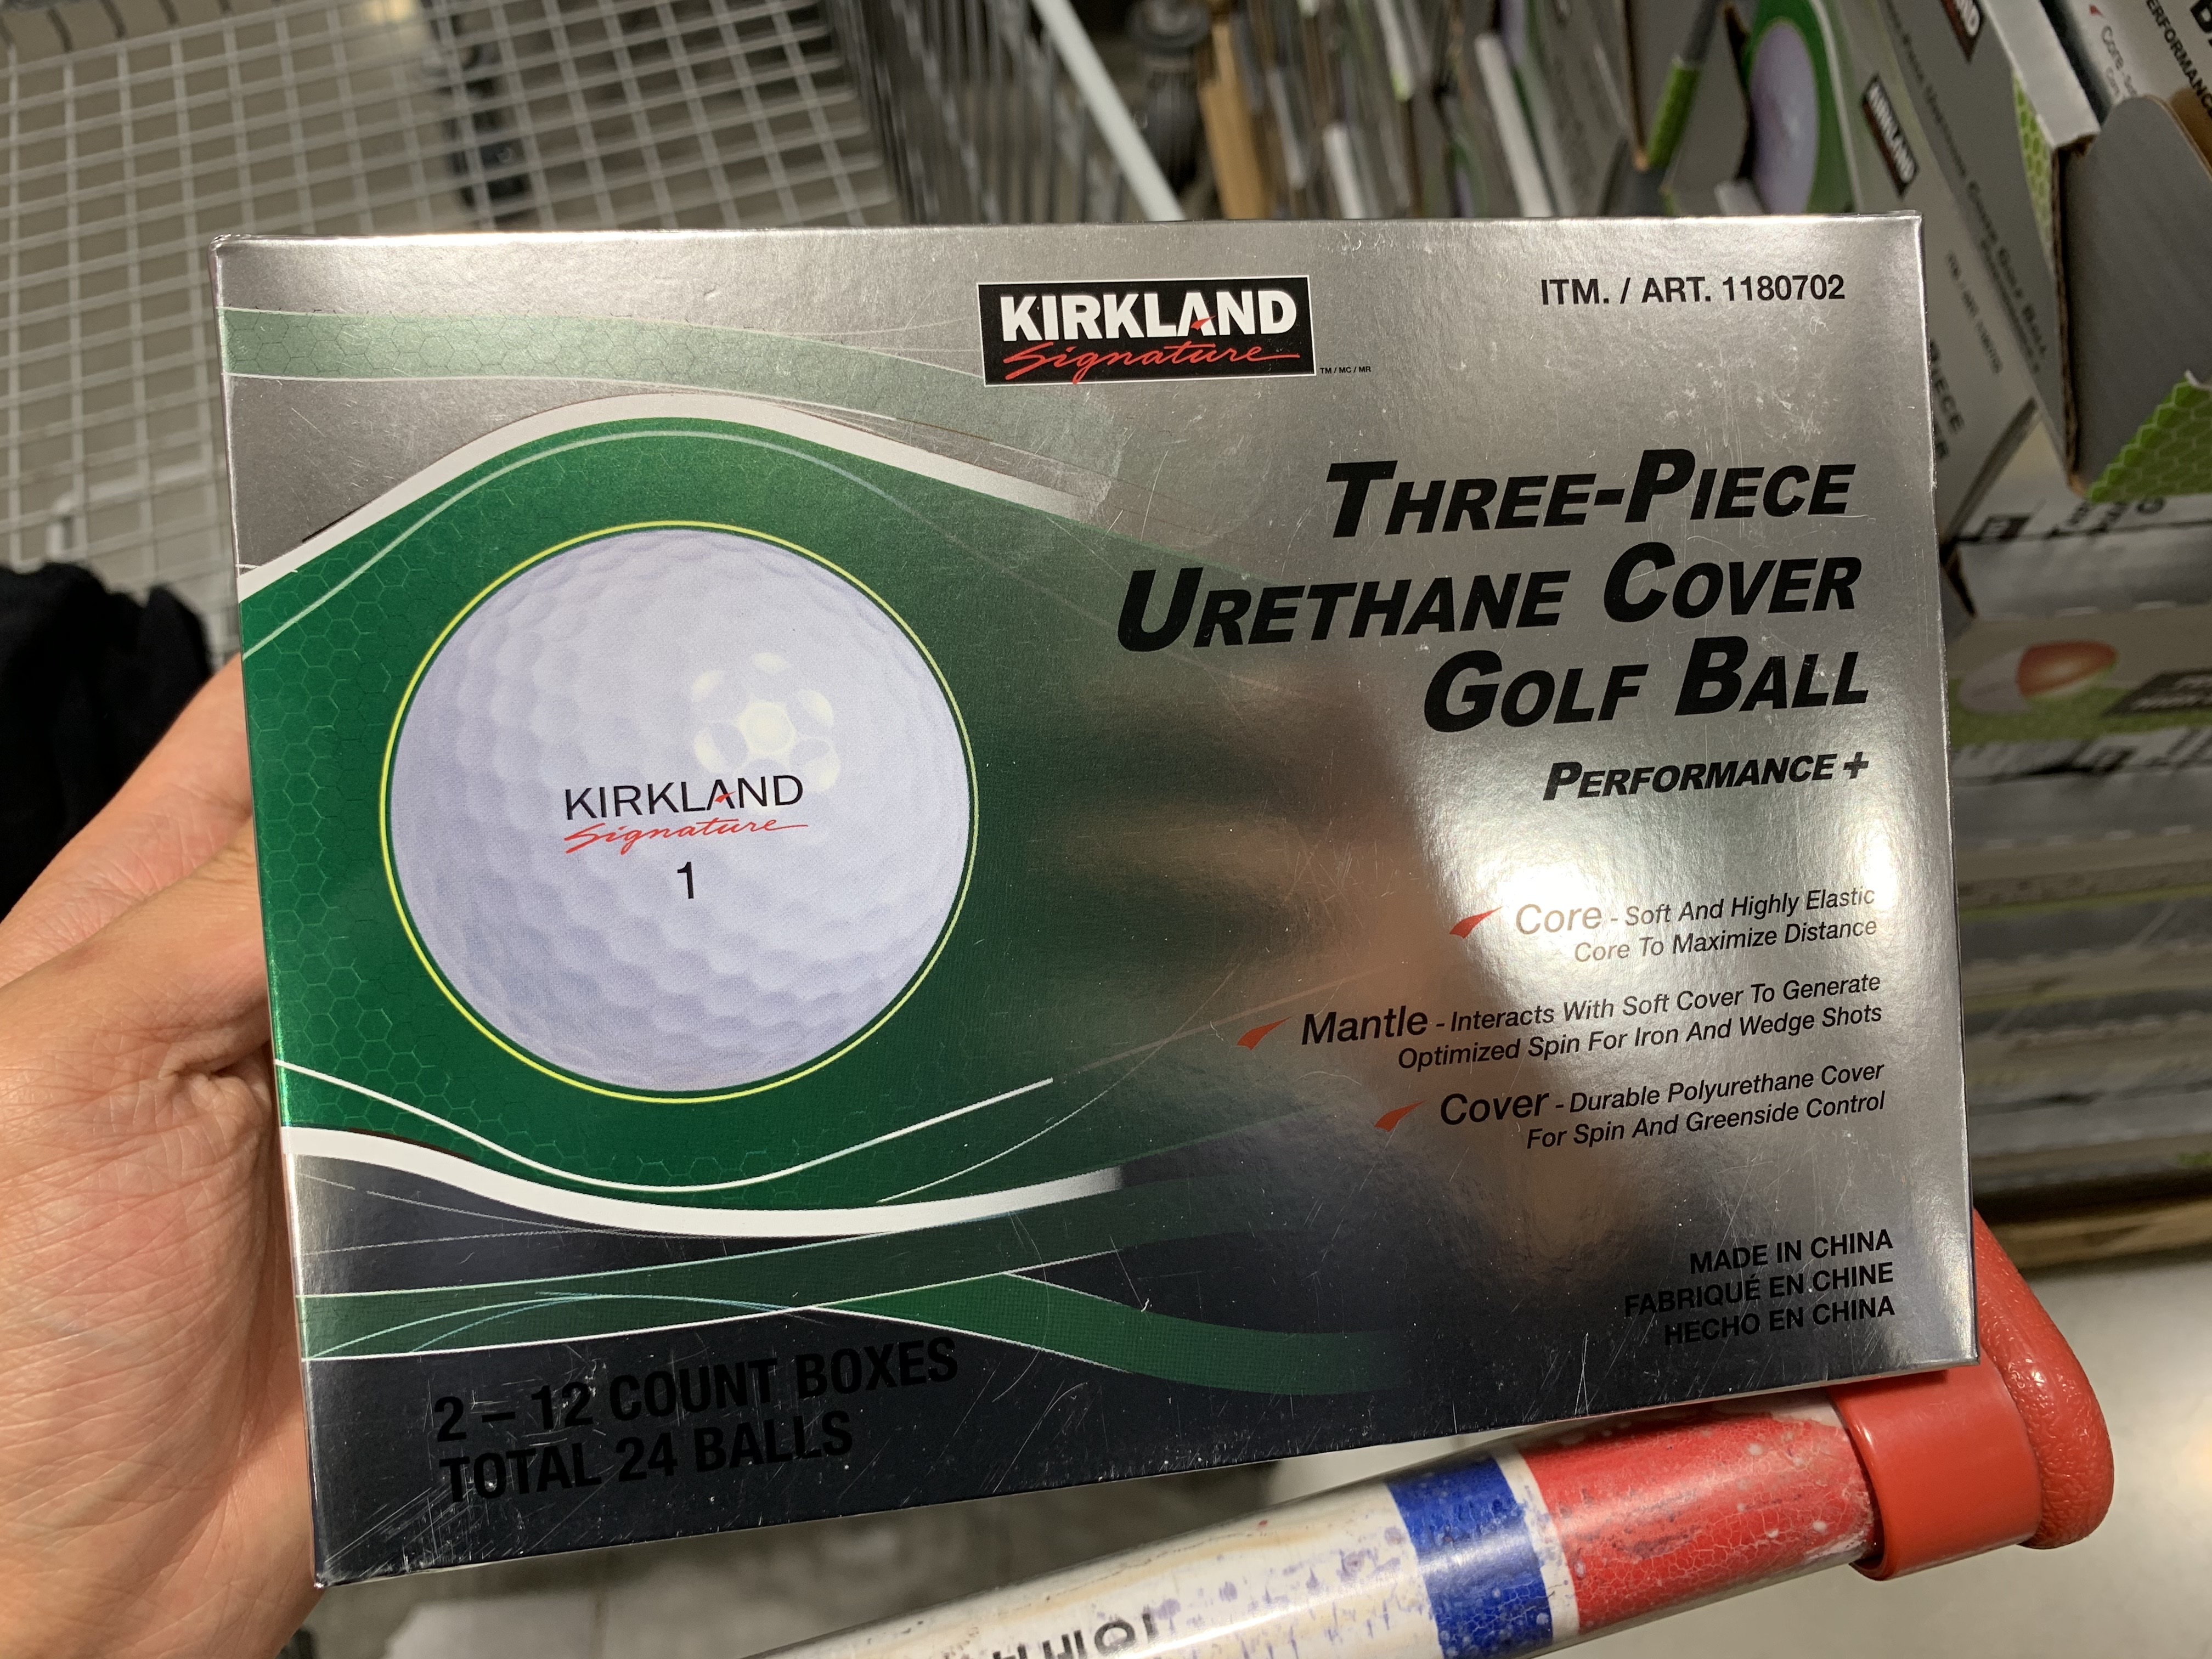 KIRKLAND
Signature
TM / MC / MR
ITM. / ART. 1180702
THREE-PIECE
URETHANE COVER
GOLF BALL
PERFORMANCE+
KIRKLAND
Signature
1
Core - Soft And Highly Elastic
Core To Maximize Distance
Mantle - Interacts With Soft Cover To Generate
Optimized Spin For Iron And Wedge Shots
Cover - Durable Polyurethane Cover
For Spin And Greenside Control
MADE IN CHINA
FABRIQUÉ EN CHINE
HECHO EN CHINA
2 – 12 COUNT BOXES
TOTAL 24 BALLS
KIRKLAND